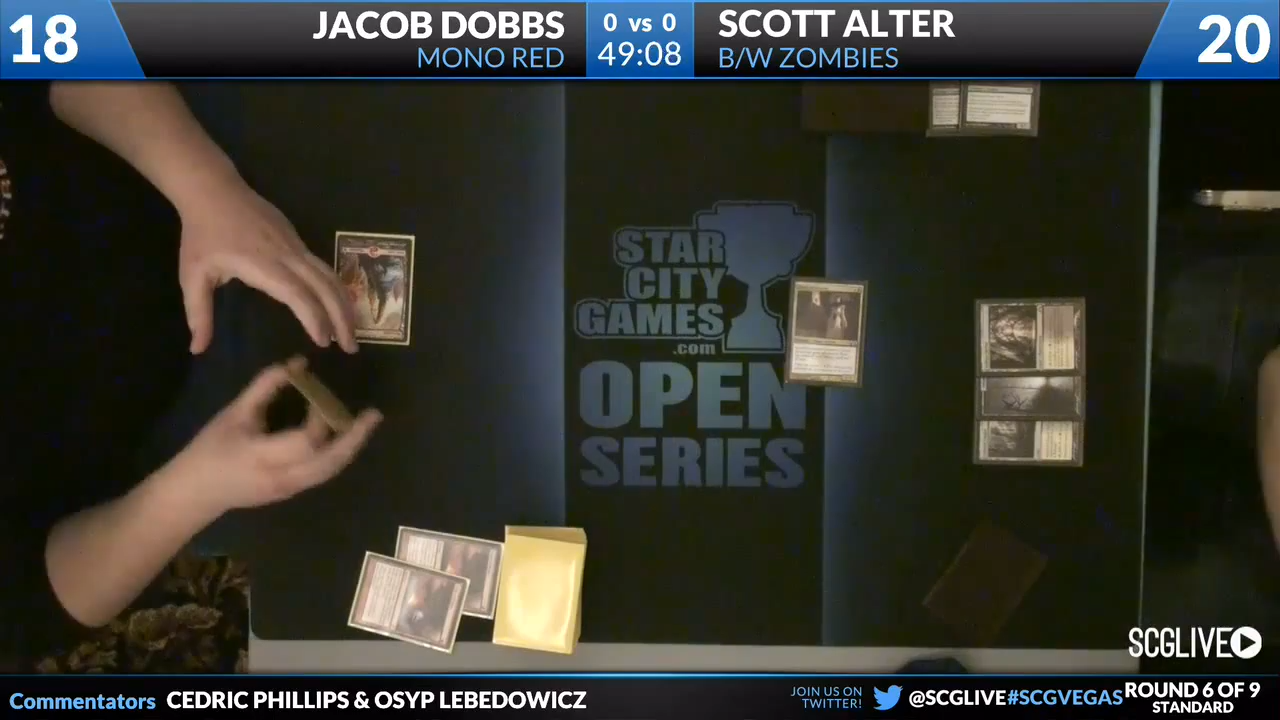 18
JACOB DOBBS
MONO RED
0 vs 0
49:08
SCOTT ALTER
B/W ZOMBIES
20
STAR
CITY
GAMES
.com
OPEN
SERIES
SCGLIVE
Commentators CEDRIC PHILLIPS & OSYP LEBEDOWICZ
JOIN US ON
TWITTER!
@SCGLIVE #SCGVEGAS
ROUND 6 OF 9
STANDARD